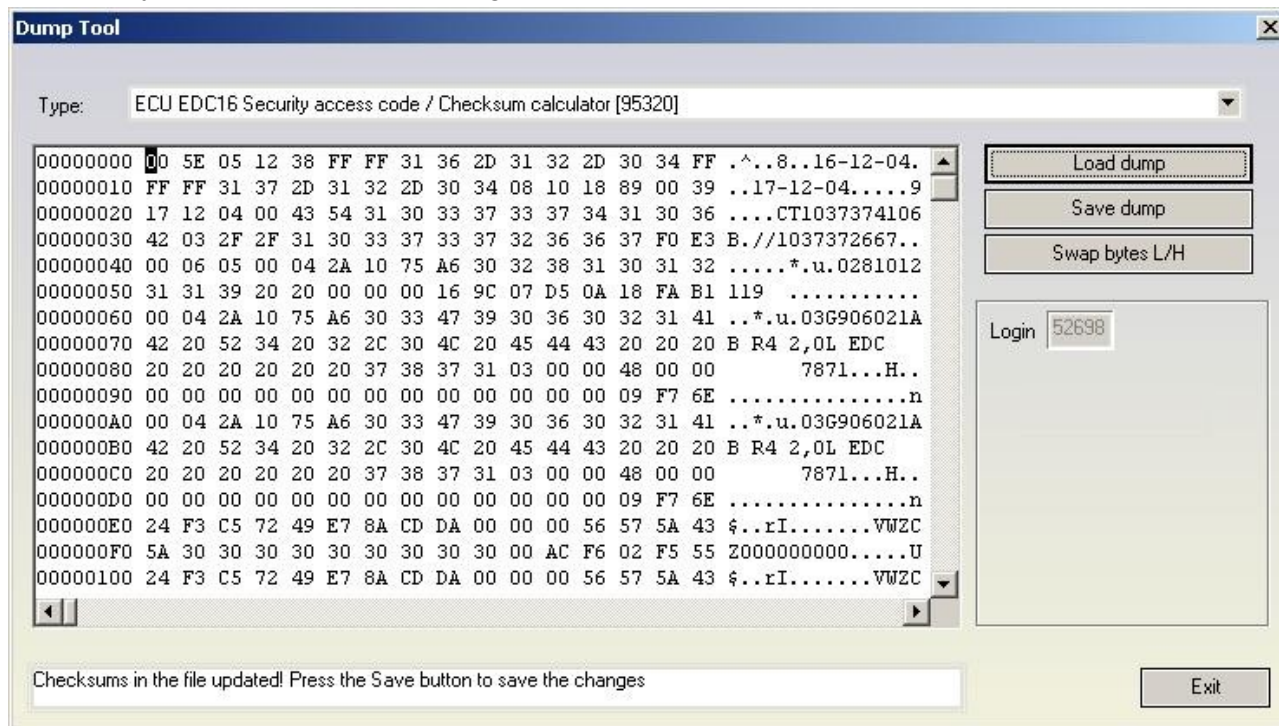 Dump Tool
Type: ECU EDC16 Security access code / Checksum calculator [95320]
00000000 00 5E 05 12 38 FF FF 31 36 2D 31 32 2D 30 34 FF .^..8..16-12-04.
00000010 FF FF 31 37 2D 31 32 2D 30 34 08 10 18 89 00 39 ..17-12-04.....9
00000020 17 12 04 00 43 54 31 30 33 37 33 37 34 31 30 36 ....CT1037374106
00000030 42 03 2F 2F 31 30 33 37 33 37 32 36 36 37 F0 E3 B.//1037372667..
00000040 00 06 05 00 04 2A 10 75 A6 30 32 38 31 30 31 32 .....*.u.0281012
00000050 31 31 39 20 20 00 00 00 16 9C 07 D5 0A 18 FA B1 119  ...........
00000060 00 04 2A 10 75 A6 30 33 47 39 30 36 30 32 31 41 ..*.u.03G906021A
00000070 42 20 52 34 20 32 2C 30 4C 20 45 44 43 20 20 20 B R4 2,0L EDC
00000080 20 20 20 20 20 20 37 38 37 31 03 00 00 48 00 00       7871...H..
00000090 00 00 00 00 00 00 00 00 00 00 00 00 00 09 F7 6E ...............n
000000A0 00 04 2A 10 75 A6 30 33 47 39 30 36 30 32 31 41 ..*.u.03G906021A
000000B0 42 20 52 34 20 32 2C 30 4C 20 45 44 43 20 20 20 B R4 2,0L EDC
000000C0 20 20 20 20 20 20 37 38 37 31 03 00 00 48 00 00       7871...H..
000000D0 00 00 00 00 00 00 00 00 00 00 00 00 00 09 F7 6E ...............n
000000E0 24 F3 C5 72 49 E7 8A CD DA 00 00 00 56 57 5A 43 $..rI.......VWZC
000000F0 5A 30 30 30 30 30 30 30 30 30 00 AC F6 02 F5 55 Z000000000.....U
00000100 24 F3 C5 72 49 E7 8A CD DA 00 00 00 56 57 5A 43 $..rI.......VWZC
Load dump
Save dump
Swap bytes L/H
Login 52698
Checksums in the file updated! Press the Save button to save the changes
Exit